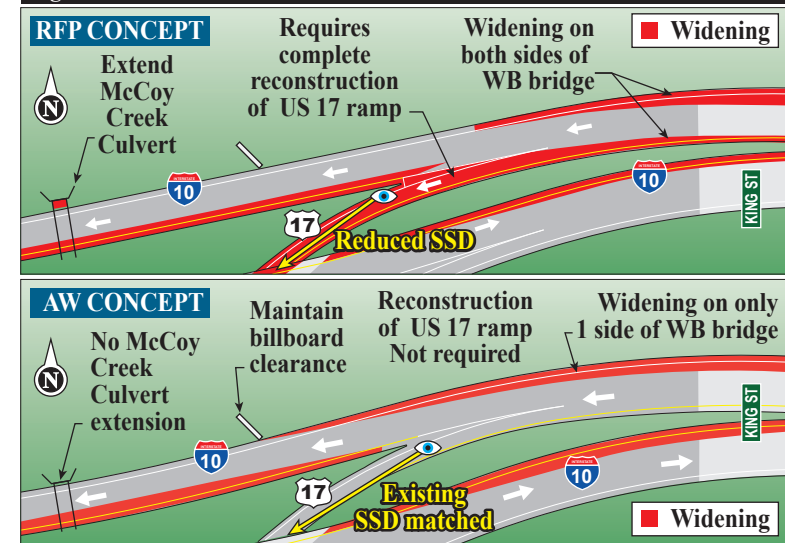 RFP CONCEPT
Requires
complete
reconstruction
of US 17 ramp
Widening on
both sides of
WB bridge
Widening
Extend
McCoy
Creek
Culvert
N
INTERSTATE
10
INTERSTATE
10
17
KING ST
Reduced SSD
AW CONCEPT
Maintain
billboard
clearance
Reconstruction
of US 17 ramp
Not required
Widening on only
1 side of WB bridge
No McCoy
Creek
Culvert
extension
N
INTERSTATE
10
INTERSTATE
10
17
KING ST
Existing
SSD matched
Widening